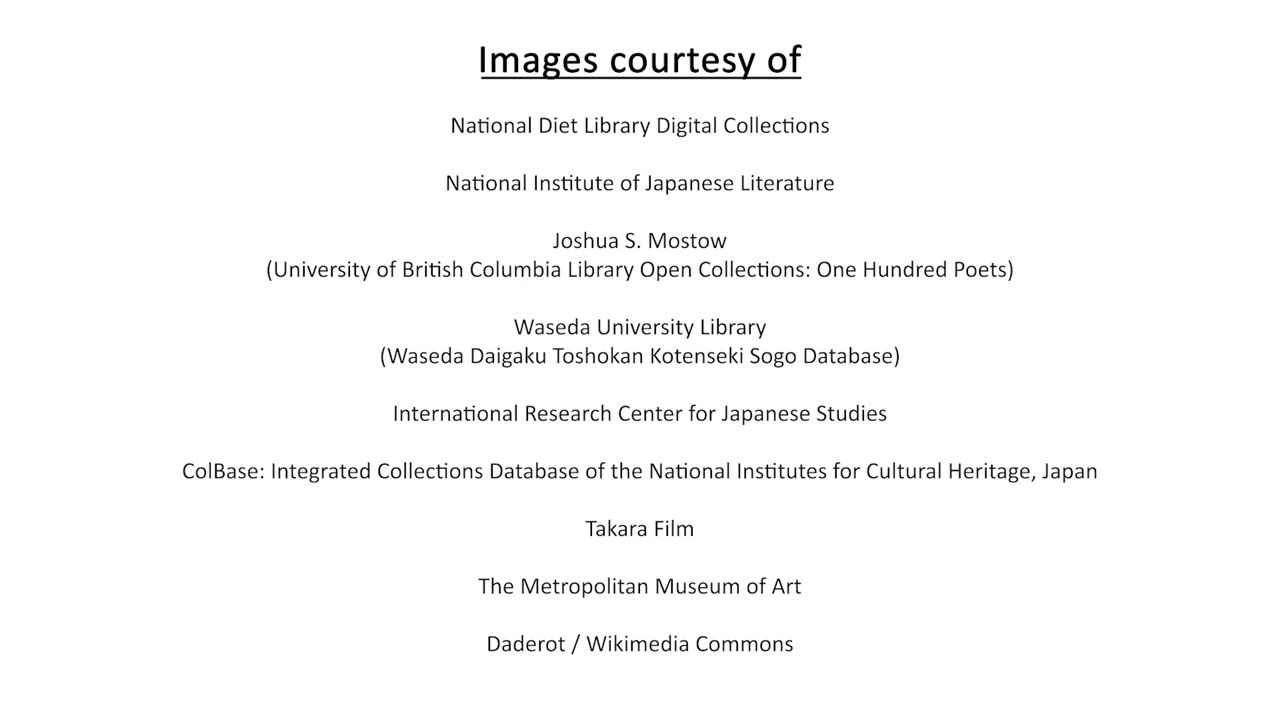 Images courtesy of
National Diet Library Digital Collections
National Institute of Japanese Literature
Joshua S. Mostow
(University of British Columbia Library Open Collections: One Hundred Poets)
Waseda University Library
(Waseda Daigaku Toshokan Kotenseki Sogo Database)
International Research Center for Japanese Studies
ColBase: Integrated Collections Database of the National Institutes for Cultural Heritage, Japan
Takara Film
The Metropolitan Museum of Art
Daderot / Wikimedia Commons